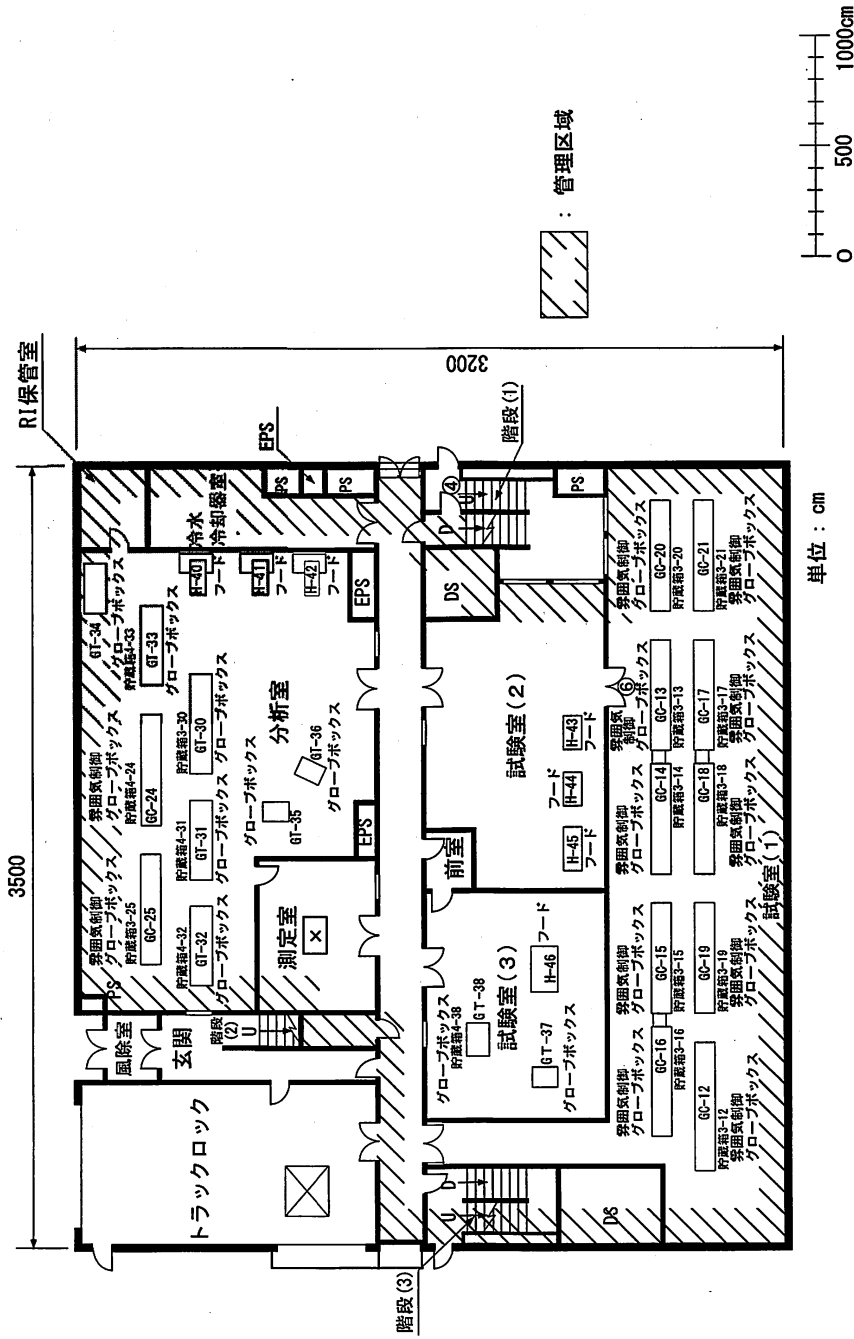 3500
3200
RI保管室
EPS
階段(1)
階段(3)
トラックロック
風除室
玄関
階段
(2)
U
PS
雰囲気制御
グローブボックス
貯蔵箱3-25
GC-25
雰囲気制御
グローブボックス
貯蔵箱4-24
GC-24
GT-34
グローブボックス
貯蔵箱4-33
GT-33
グローブボックス
貯蔵箱4-32
GT-32
グローブボックス
貯蔵箱4-31
GT-31
グローブボックス
貯蔵箱3-30
GT-30
グローブボックス
H-40
フード
H-41
フード
H-42
フード
冷水
冷却器室
PS
PS
測定室
×
グローブボックス
GT-35
GT-36
グローブボックス
分析室
EPS
EPS
U
D
DS
グローブボックス
貯蔵箱4-38
GT-38
試験室(3)
GT-37
グローブボックス
H-46
フード
前室
試験室(2)
H-45
フード
フード
H-44
H-43
フード
DS
D
U
④
PS
⑥
雰囲気制御
グローブボックス
GC-16
貯蔵箱3-16
雰囲気制御
グローブボックス
GC-15
貯蔵箱3-15
雰囲気制御
グローブボックス
GC-14
貯蔵箱3-14
雰囲気
制御
グローブボックス
GC-13
貯蔵箱3-13
雰囲気制御
グローブボックス
GC-20
貯蔵箱3-20
GC-12
貯蔵箱3-12
雰囲気制御
グローブボックス
GC-19
貯蔵箱3-19
雰囲気制御
グローブボックス
GC-18
貯蔵箱3-18
雰囲気制御
グローブボックス
GC-17
貯蔵箱3-17
雰囲気制御
グローブボックス
GC-21
貯蔵箱3-21
雰囲気制御
グローブボックス
試験室(1)
単位：cm
：管理区域
0
500
1000cm